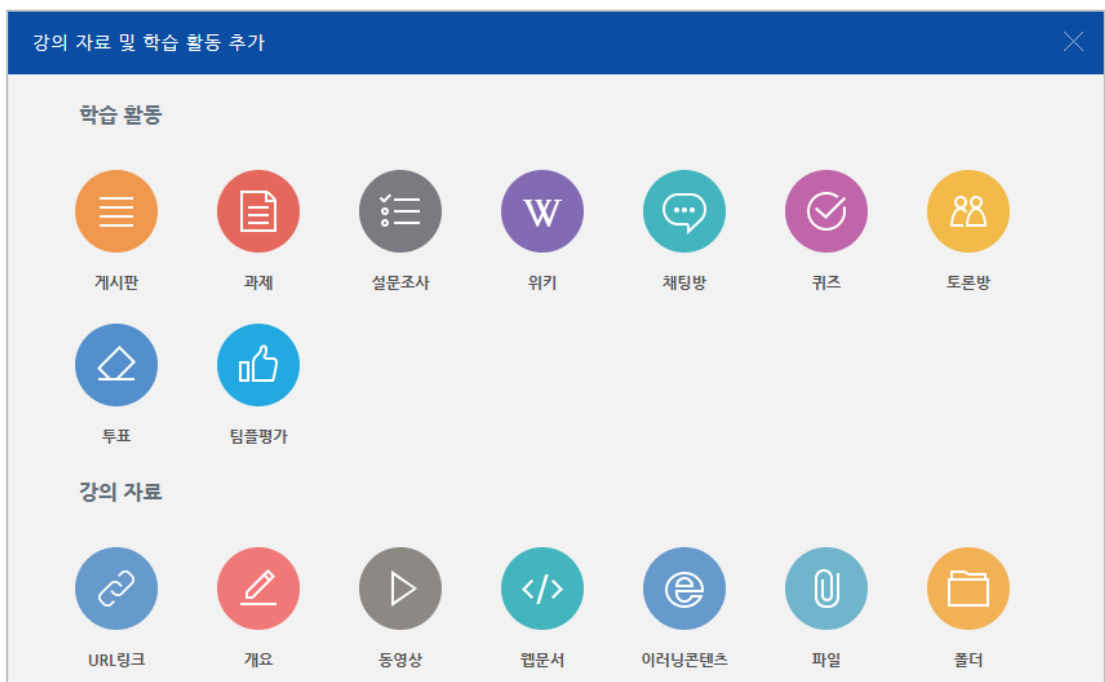 강의 자료 및 학습 활동 추가
학습 활동
W
게시판 과제 설문조사 위키 채팅방 퀴즈 토론방
투표 팀플평가
강의 자료
URL링크 개요 동영상 웹문서 이러닝콘텐츠 파일 폴더